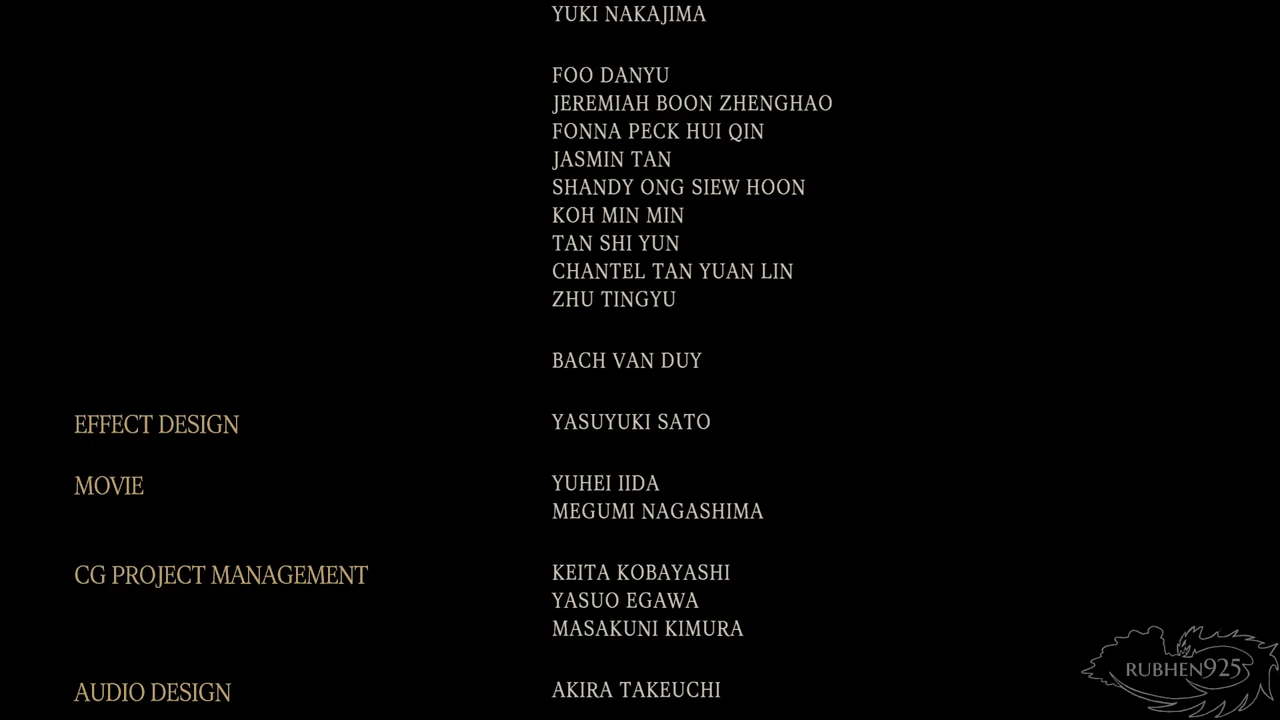 YUKI NAKAJIMA
FOO DANYU
JEREMIAH BOON ZHENGHAO
FONNA PECK HUI QIN
JASMIN TAN
SHANDY ONG SIEW HOON
KOH MIN MIN
TAN SHI YUN
CHANTEL TAN YUAN LIN
ZHU TINGYU
BACH VAN DUY
EFFECT DESIGN YASUYUKI SATO
MOVIE YUHEI IIDA
MEGUMI NAGASHIMA
CG PROJECT MANAGEMENT KEITA KOBAYASHI
YASUO EGAWA
MASAKUNI KIMURA
AUDIO DESIGN AKIRA TAKEUCHI
RUBHEN925